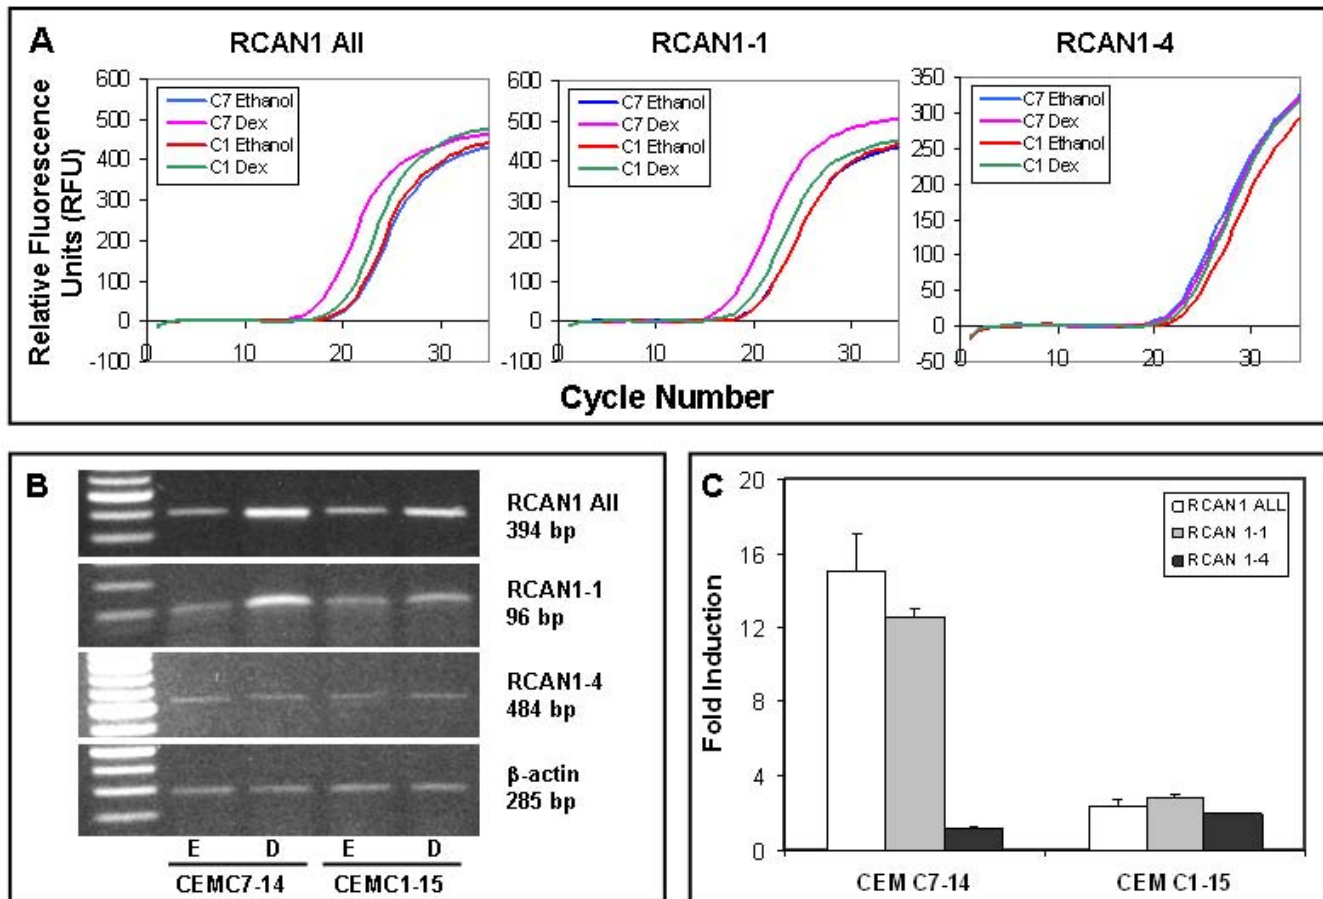 A
RCAN1 All
RCAN1-1
RCAN1-4
Relative Fluorescence
Units (RFU)
600
500
400
300
200
100
0
-100
0
10
20
30
C7 Ethanol
C7 Dex
C1 Ethanol
C1 Dex
600
500
400
300
200
100
0
-100
0
10
20
30
C7 Ethanol
C7 Dex
C1 Ethanol
C1 Dex
350
300
250
200
150
100
50
0
-50
0
10
20
30
C7 Ethanol
C7 Dex
C1 Ethanol
C1 Dex
Cycle Number
B
RCAN1 All
394 bp
RCAN1-1
96 bp
RCAN1-4
484 bp
β-actin
285 bp
E D E D
CEMC7-14 CEMC1-15
C
Fold Induction
20
16
12
8
4
0
RCAN1 ALL
RCAN 1-1
RCAN 1-4
CEM C7-14 CEM C1-15